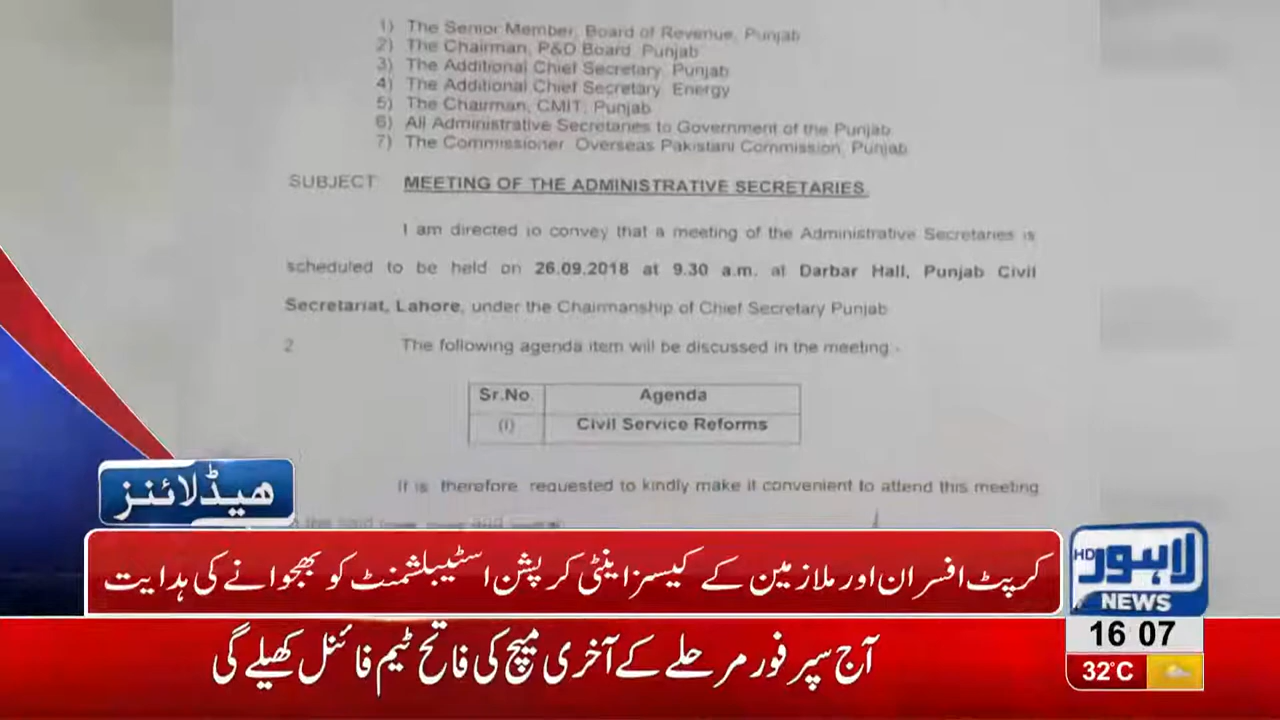 1) The Senior Member, Board of Revenue, Punjab
2) The Chairman, P&D Board, Punjab
3) The Additional Chief Secretary, Punjab
4) The Additional Chief Secretary, Energy
5) The Chairman, CMIT, Punjab
6) All Administrative Secretaries to Government of the Punjab
7) The Commissioner, Overseas Pakistani Commission, Punjab
SUBJECT: MEETING OF THE ADMINISTRATIVE SECRETARIES.
I am directed to convey that a meeting of the Administrative Secretaries is
scheduled to be held on 26.09.2018 at 9.30 a.m. at Darbar Hall, Punjab Civil
Secretariat, Lahore, under the Chairmanship of Chief Secretary Punjab
2 The following agenda item will be discussed in the meeting:-
Sr.No. Agenda
(I) Civil Service Reforms
It is therefore requested to kindly make it convenient to attend this meeting
ھیڈلائنز
کرپٹ افسران اور ملازمین کے کیسز اینٹی کرپشن اسٹیبلشمنٹ کو بھجوانے کی ہدایت
لاہور HD
NEWS
16 07
آج سپر فور مرحلے کے آخری میچ کی فاتح ٹیم فائنل کھیلے گی
32°C